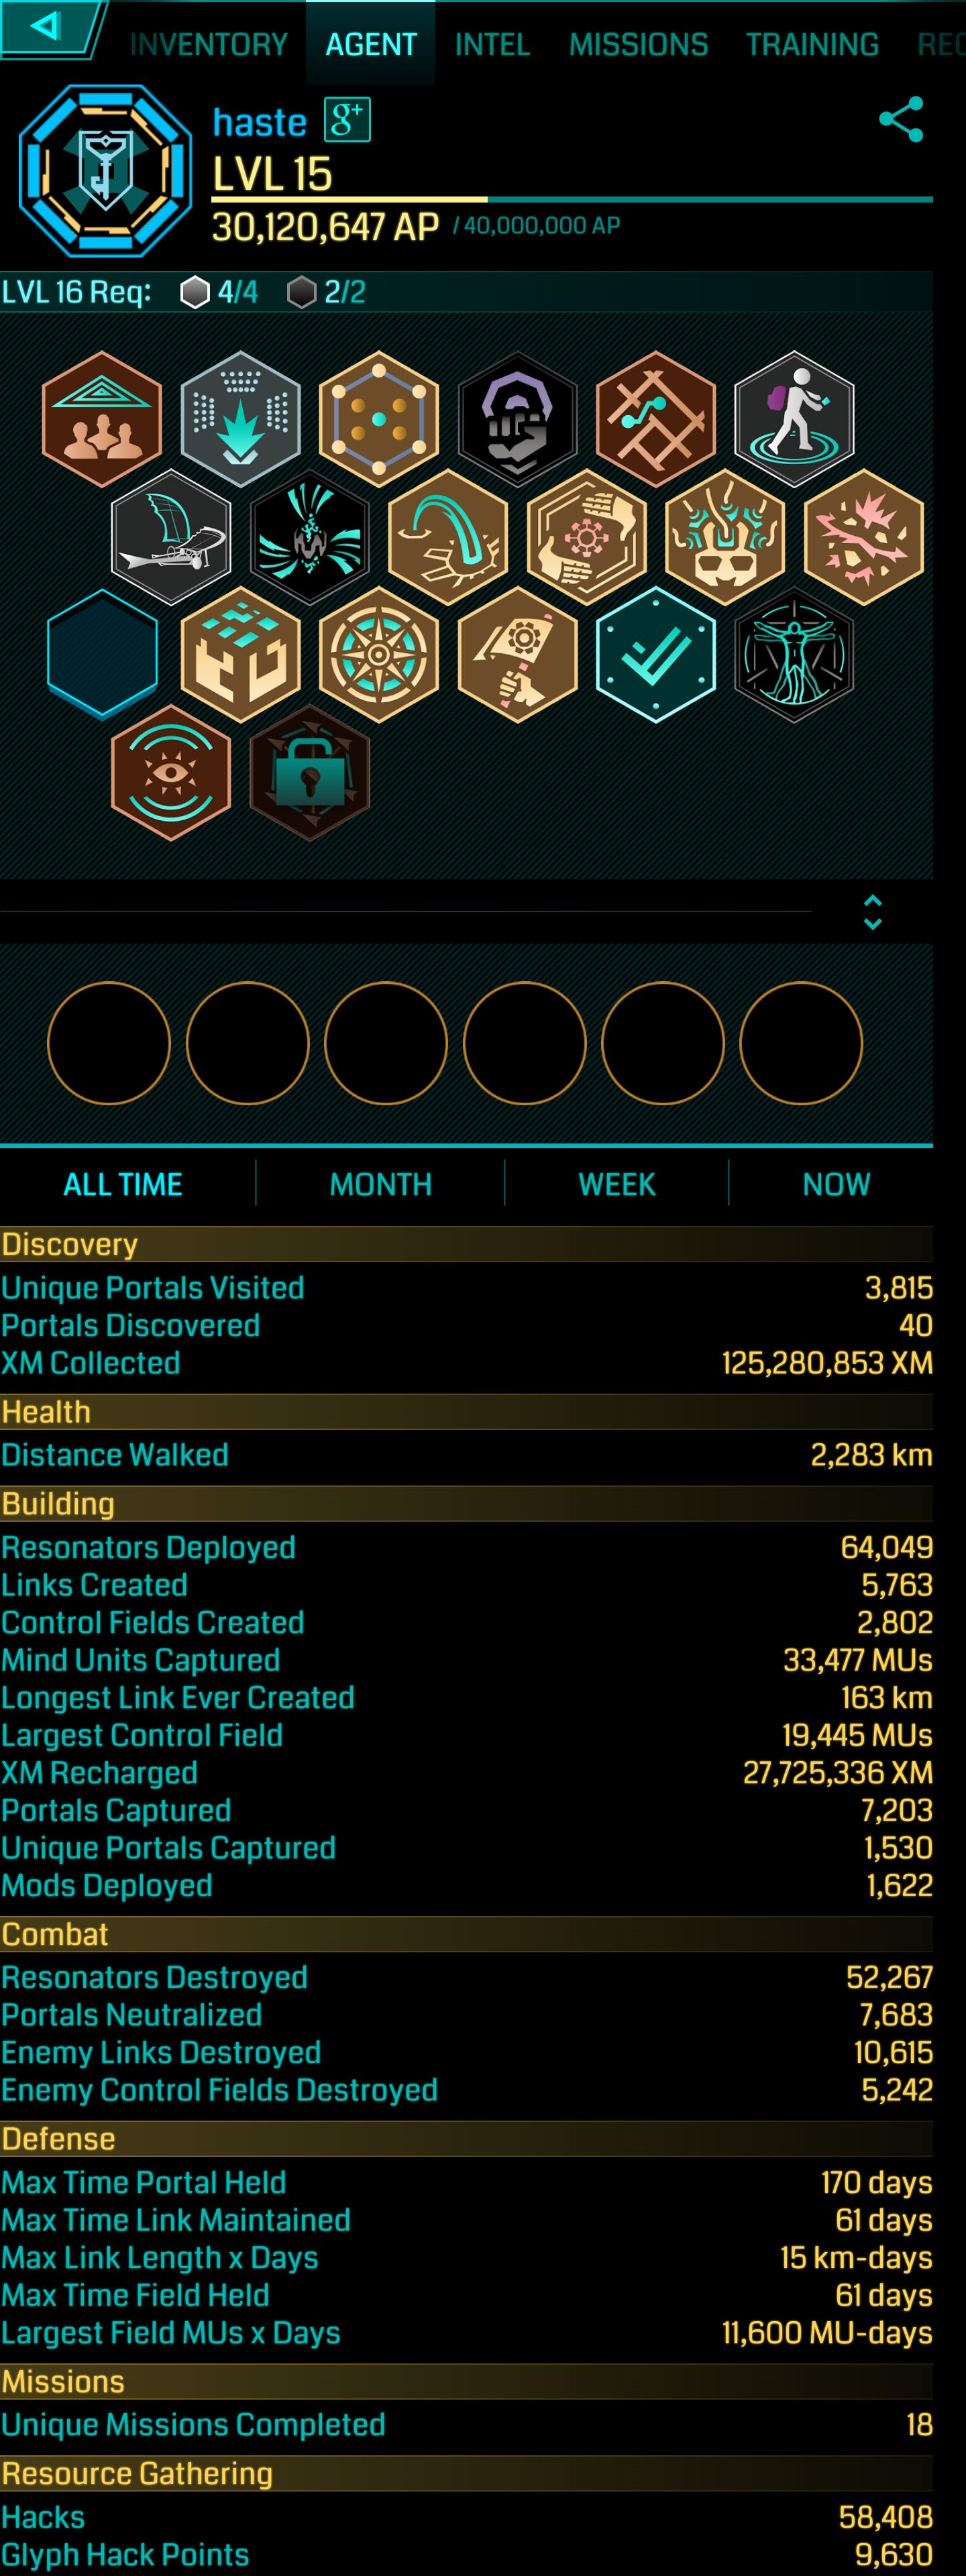 INVENTORY AGENT INTEL MISSIONS TRAINING REC
haste g+
LVL 15
30,120,647 AP / 40,000,000 AP
LVL 16 Req: 4/4 2/2
ALL TIME MONTH WEEK NOW
Discovery
Unique Portals Visited 3,815
Portals Discovered 40
XM Collected 125,280,853 XM
Health
Distance Walked 2,283 km
Building
Resonators Deployed 64,049
Links Created 5,763
Control Fields Created 2,802
Mind Units Captured 33,477 MUs
Longest Link Ever Created 163 km
Largest Control Field 19,445 MUs
XM Recharged 27,725,336 XM
Portals Captured 7,203
Unique Portals Captured 1,530
Mods Deployed 1,622
Combat
Resonators Destroyed 52,267
Portals Neutralized 7,683
Enemy Links Destroyed 10,615
Enemy Control Fields Destroyed 5,242
Defense
Max Time Portal Held 170 days
Max Time Link Maintained 61 days
Max Link Length x Days 15 km-days
Max Time Field Held 61 days
Largest Field MUs x Days 11,600 MU-days
Missions
Unique Missions Completed 18
Resource Gathering
Hacks 58,408
Glyph Hack Points 9,630